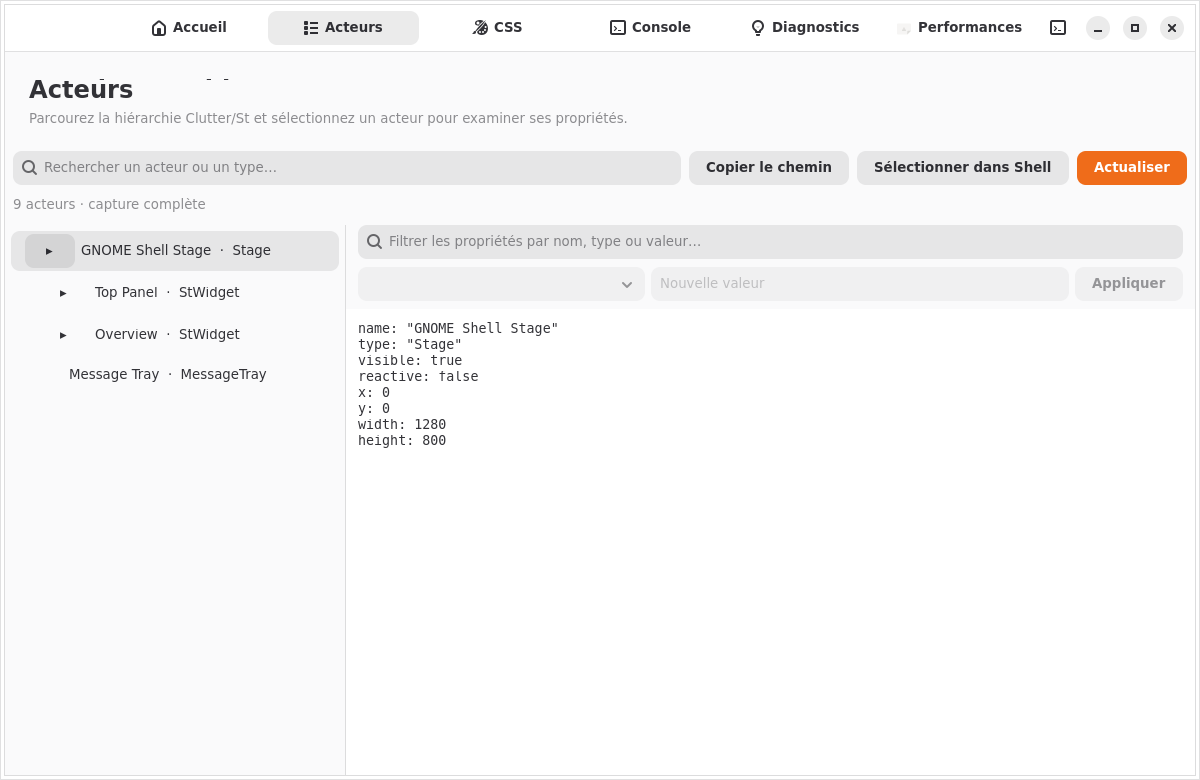 Accueil
Acteurs
CSS
Console
Diagnostics
Performances
Acteurs
Parcourez la hiérarchie Clutter/St et sélectionnez un acteur pour examiner ses propriétés.
Rechercher un acteur ou un type…
Copier le chemin
Sélectionner dans Shell
Actualiser
9 acteurs · capture complète
GNOME Shell Stage · Stage
Top Panel · StWidget
Overview · StWidget
Message Tray · MessageTray
Filtrer les propriétés par nom, type ou valeur…
Nouvelle valeur
Appliquer
name: "GNOME Shell Stage"
type: "Stage"
visible: true
reactive: false
x: 0
y: 0
width: 1280
height: 800